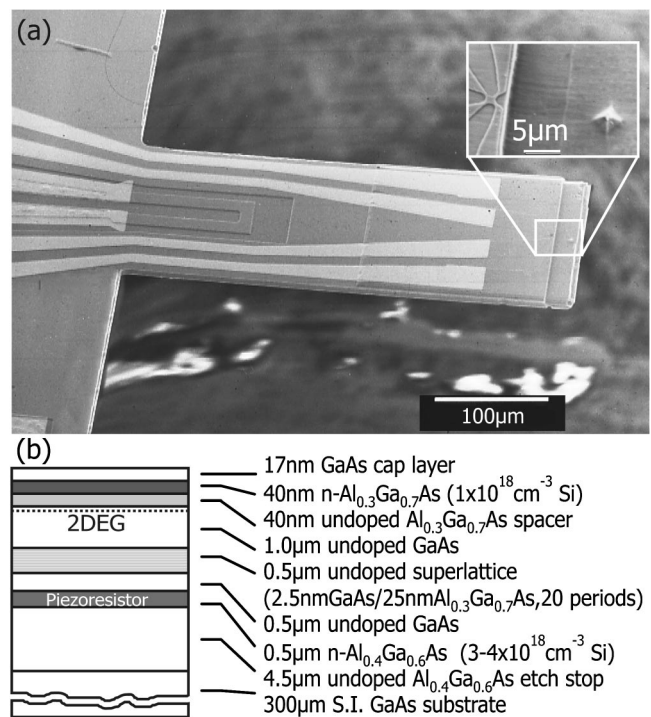 (a)
5μm
100μm
(b)
17nm GaAs cap layer
40nm n-Al0.3Ga0.7As (1x10^18cm^-3 Si)
40nm undoped Al0.3Ga0.7As spacer
2DEG
1.0μm undoped GaAs
0.5μm undoped superlattice
(2.5nmGaAs/25nmAl0.3Ga0.7As,20 periods)
Piezoresistor
0.5μm undoped GaAs
0.5μm n-Al0.4Ga0.6As (3-4x10^18cm^-3 Si)
4.5μm undoped Al0.4Ga0.6As etch stop
300μm S.I. GaAs substrate